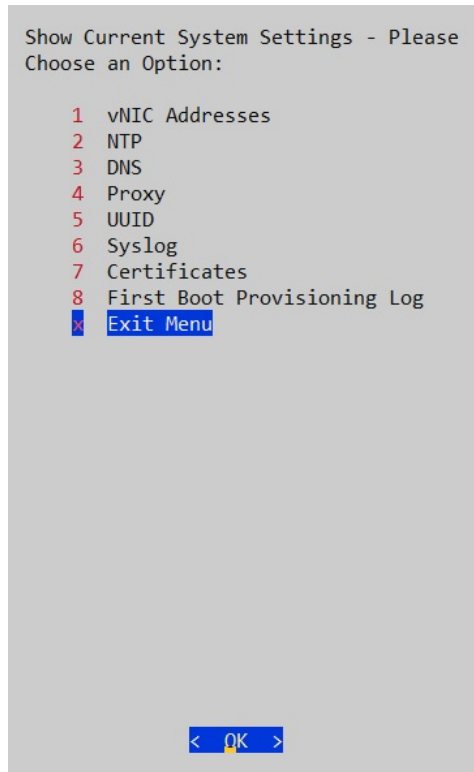 Show Current System Settings - Please
Choose an Option:
1 vNIC Addresses
2 NTP
3 DNS
4 Proxy
5 UUID
6 Syslog
7 Certificates
8 First Boot Provisioning Log
x Exit Menu
< OK >